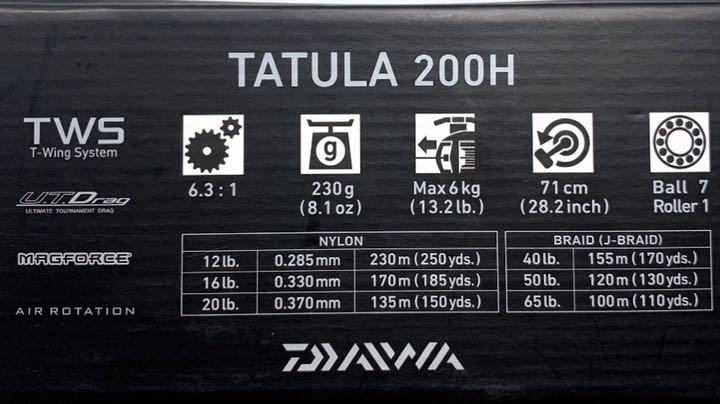 TATULA 200H
TWS
T-Wing System
g
6.3 : 1
230g
(8.1 oz)
Max 6 kg
(13.2 lb.)
71 cm
(28.2 inch)
Ball 7
Roller 1
U.T.Drag
ULTIMATE TOURNAMENT DRAG
MAGFORCE
AIR ROTATION
NYLON
12 lb. 0.285 mm 230 m (250 yds.)
16 lb. 0.330 mm 170 m (185 yds.)
20 lb. 0.370 mm 135 m (150 yds.)
BRAID (J-BRAID)
40 lb. 155 m (170 yds.)
50 lb. 120 m (130 yds.)
65 lb. 100 m (110 yds.)
DAIWA